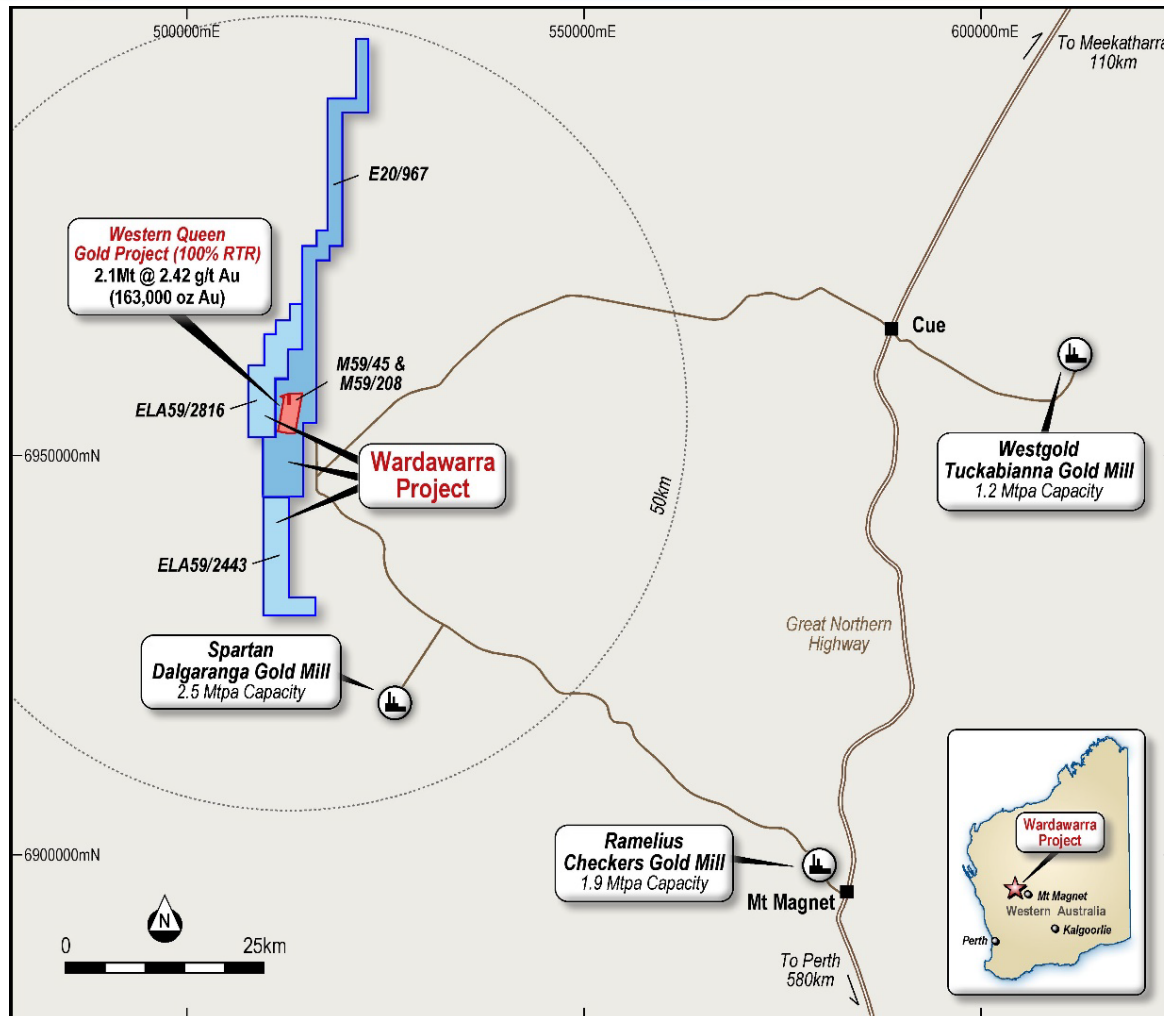 500000mE
550000mE
600000mE
To Meekatharra
110km
E20/967
Western Queen
Gold Project (100% RTR)
2.1Mt @ 2.42 g/t Au
(163,000 oz Au)
Cue
M59/45 &
M59/208
ELA59/2816
Westgold
Tuckabianna Gold Mill
1.2 Mtpa Capacity
6950000mN
Wardawarra
Project
50km
ELA59/2443
Great Northern
Highway
Spartan
Dalgaranga Gold Mill
2.5 Mtpa Capacity
Wardawarra
Project
Mt Magnet
Western Australia
Kalgoorlie
Perth
Ramelius
Checkers Gold Mill
1.9 Mtpa Capacity
6900000mN
Mt Magnet
N
0
25km
To Perth
580km